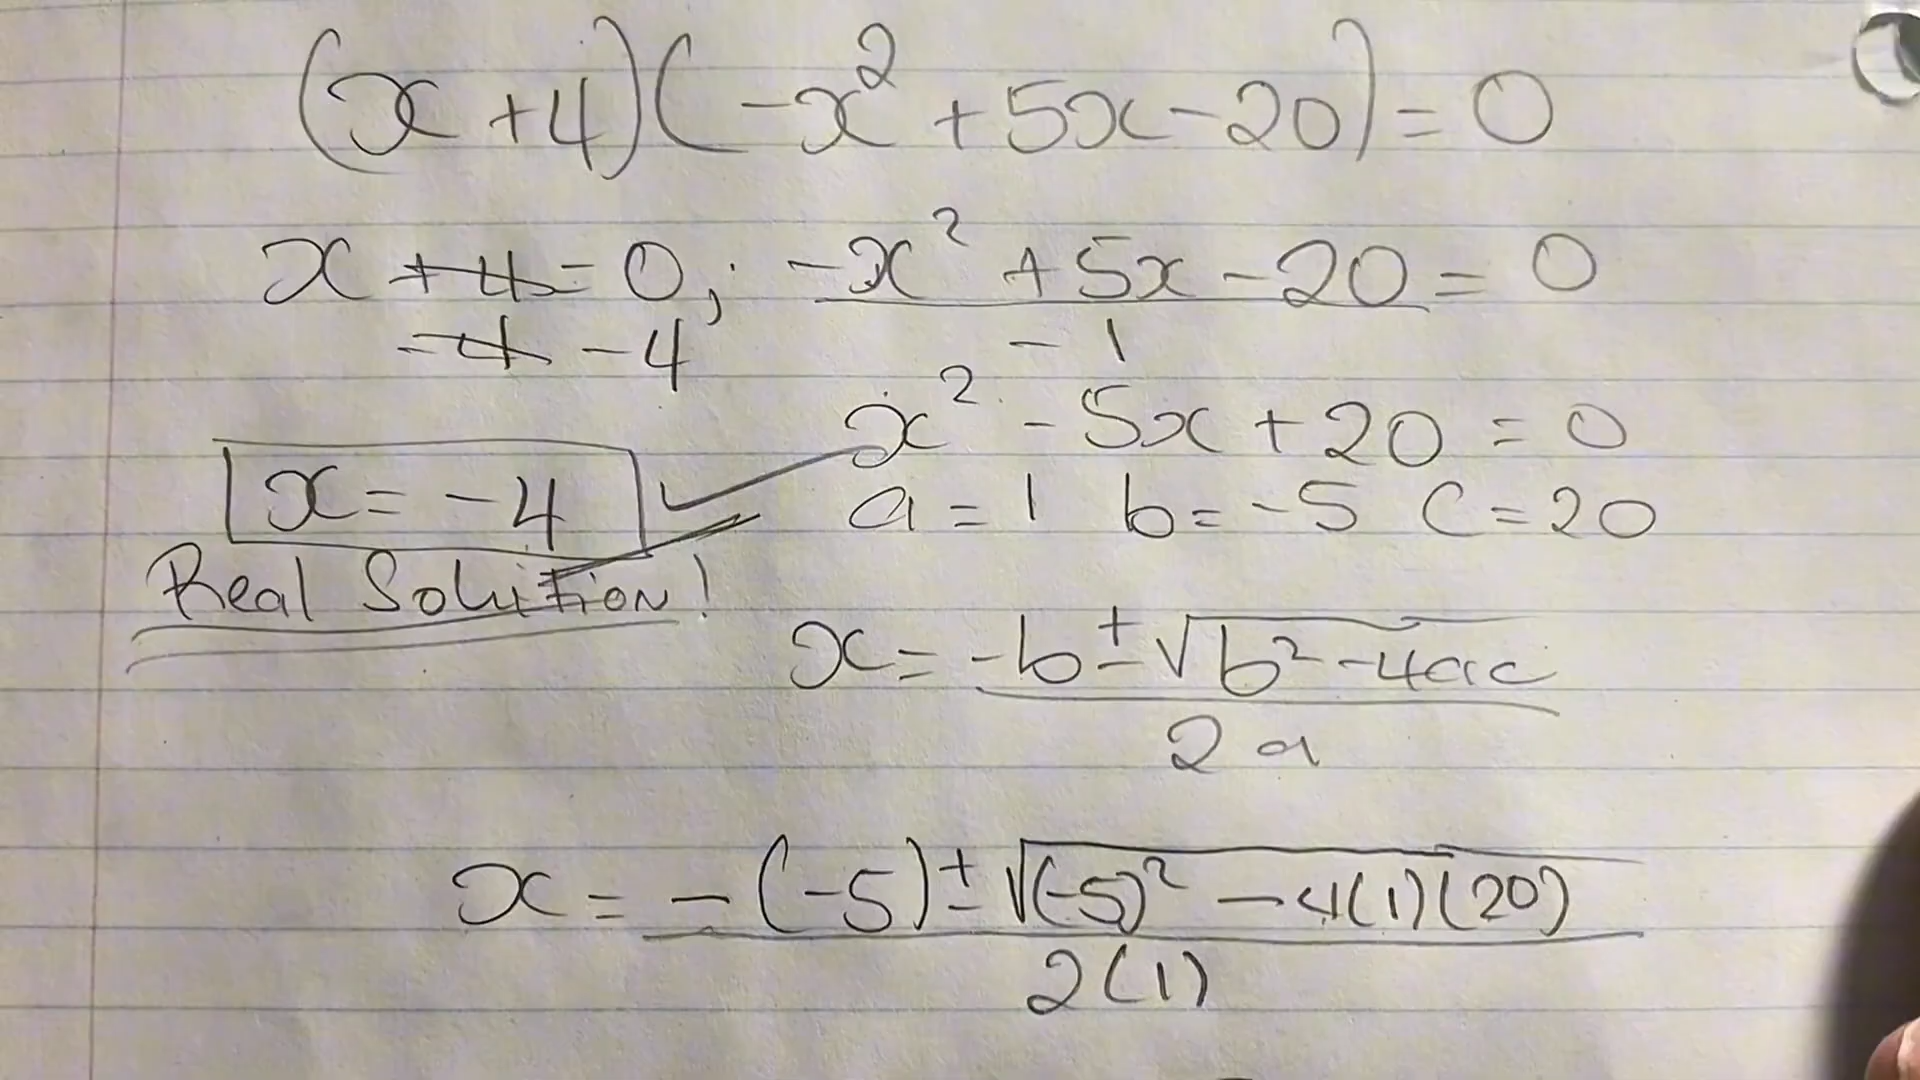 (x+4)(-x²+5x-20)=0
x+4=0; -x²+5x-20=0
-4 -4 -1
x²-5x+20=0
x=-4 a=1 b=-5 c=20
Real Solution!
x=-b±√b²-4ac
2a
x=-(-5)±√(-5)²-4(1)(20)
2(1)